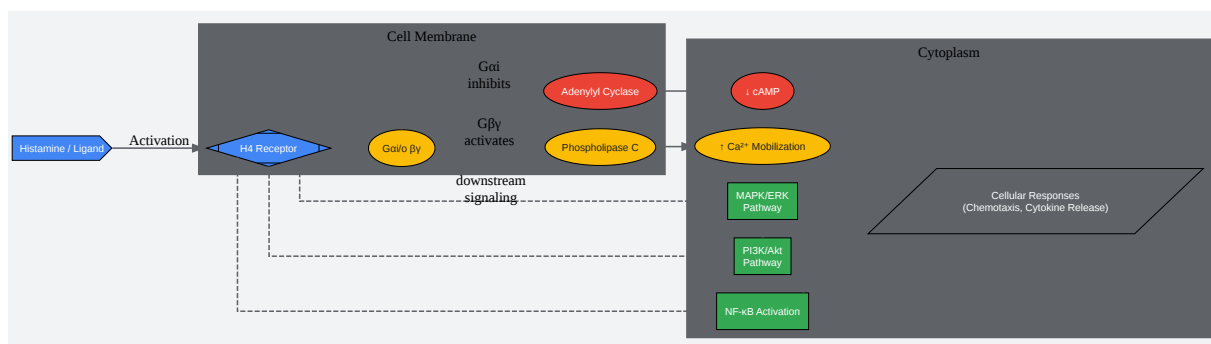 Cell Membrane
Cytoplasm
Gαi
inhibits
Adenylyl Cyclase
↓ cAMP
Histamine / Ligand
Activation
H4 Receptor
Gαi/o βγ
Gβγ
activates
Phospholipase C
↑ Ca²⁺ Mobilization
downstream
signaling
MAPK/ERK
Pathway
Cellular Responses
(Chemotaxis, Cytokine Release)
PI3K/Akt
Pathway
NF-κB Activation